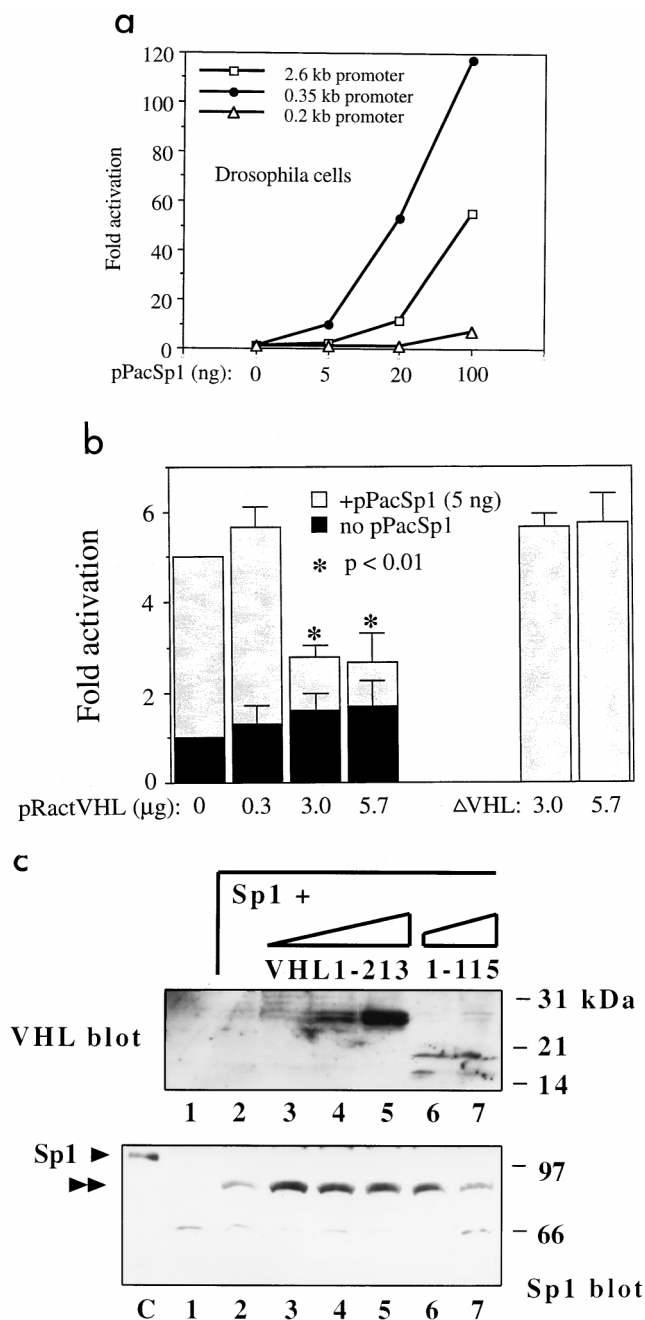 a
120
100
80
60
40
20
0
Fold activation
2.6 kb promoter
0.35 kb promoter
0.2 kb promoter
Drosophila cells
pPacSp1 (ng): 0 5 20 100
b
6
4
2
0
Fold activation
+pPacSp1 (5 ng)
no pPacSp1
* p < 0.01
* *
pRactVHL (µg): 0 0.3 3.0 5.7 ΔVHL: 3.0 5.7
c
Sp1 +
VHL1-213 1-115
VHL blot
31 kDa
21
14
1 2 3 4 5 6 7
Sp1
97
66
Sp1 blot
C 1 2 3 4 5 6 7